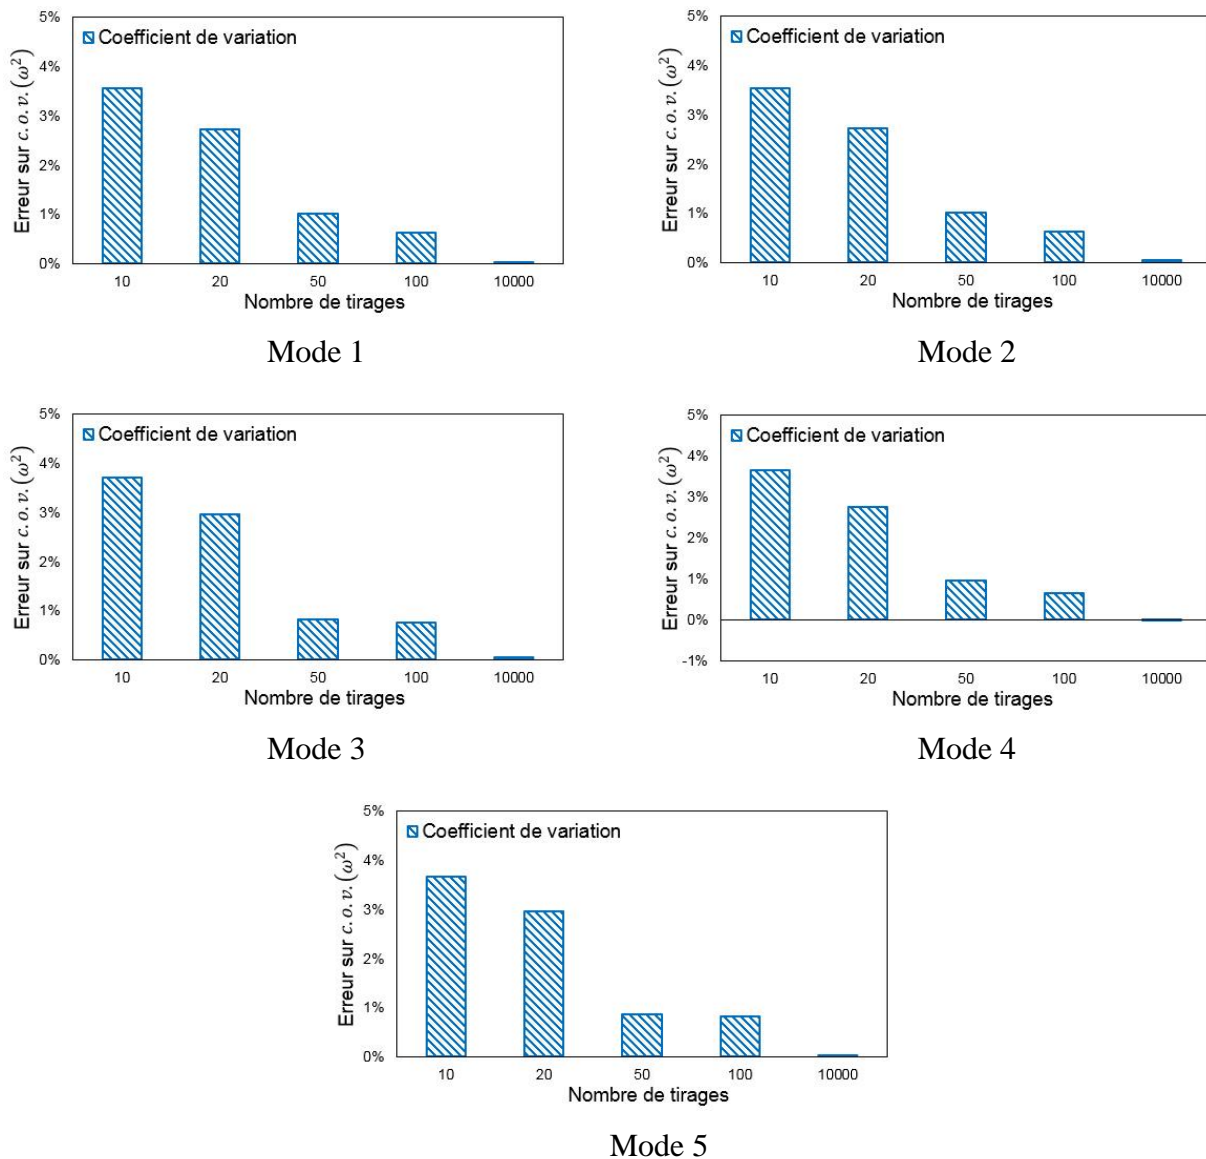 Coefficient de variation
Erreur sur c.o.v.(ω²)
5%
4%
3%
2%
1%
0%
10 20 50 100 10000
Nombre de tirages
Mode 1
Coefficient de variation
Erreur sur c.o.v.(ω²)
5%
4%
3%
2%
1%
0%
10 20 50 100 10000
Nombre de tirages
Mode 2
Coefficient de variation
Erreur sur c.o.v.(ω²)
5%
4%
3%
2%
1%
0%
10 20 50 100 10000
Nombre de tirages
Mode 3
Coefficient de variation
Erreur sur c.o.v.(ω²)
5%
4%
3%
2%
1%
0%
-1%
10 20 50 100 10000
Nombre de tirages
Mode 4
Coefficient de variation
Erreur sur c.o.v.(ω²)
5%
4%
3%
2%
1%
0%
10 20 50 100 10000
Nombre de tirages
Mode 5